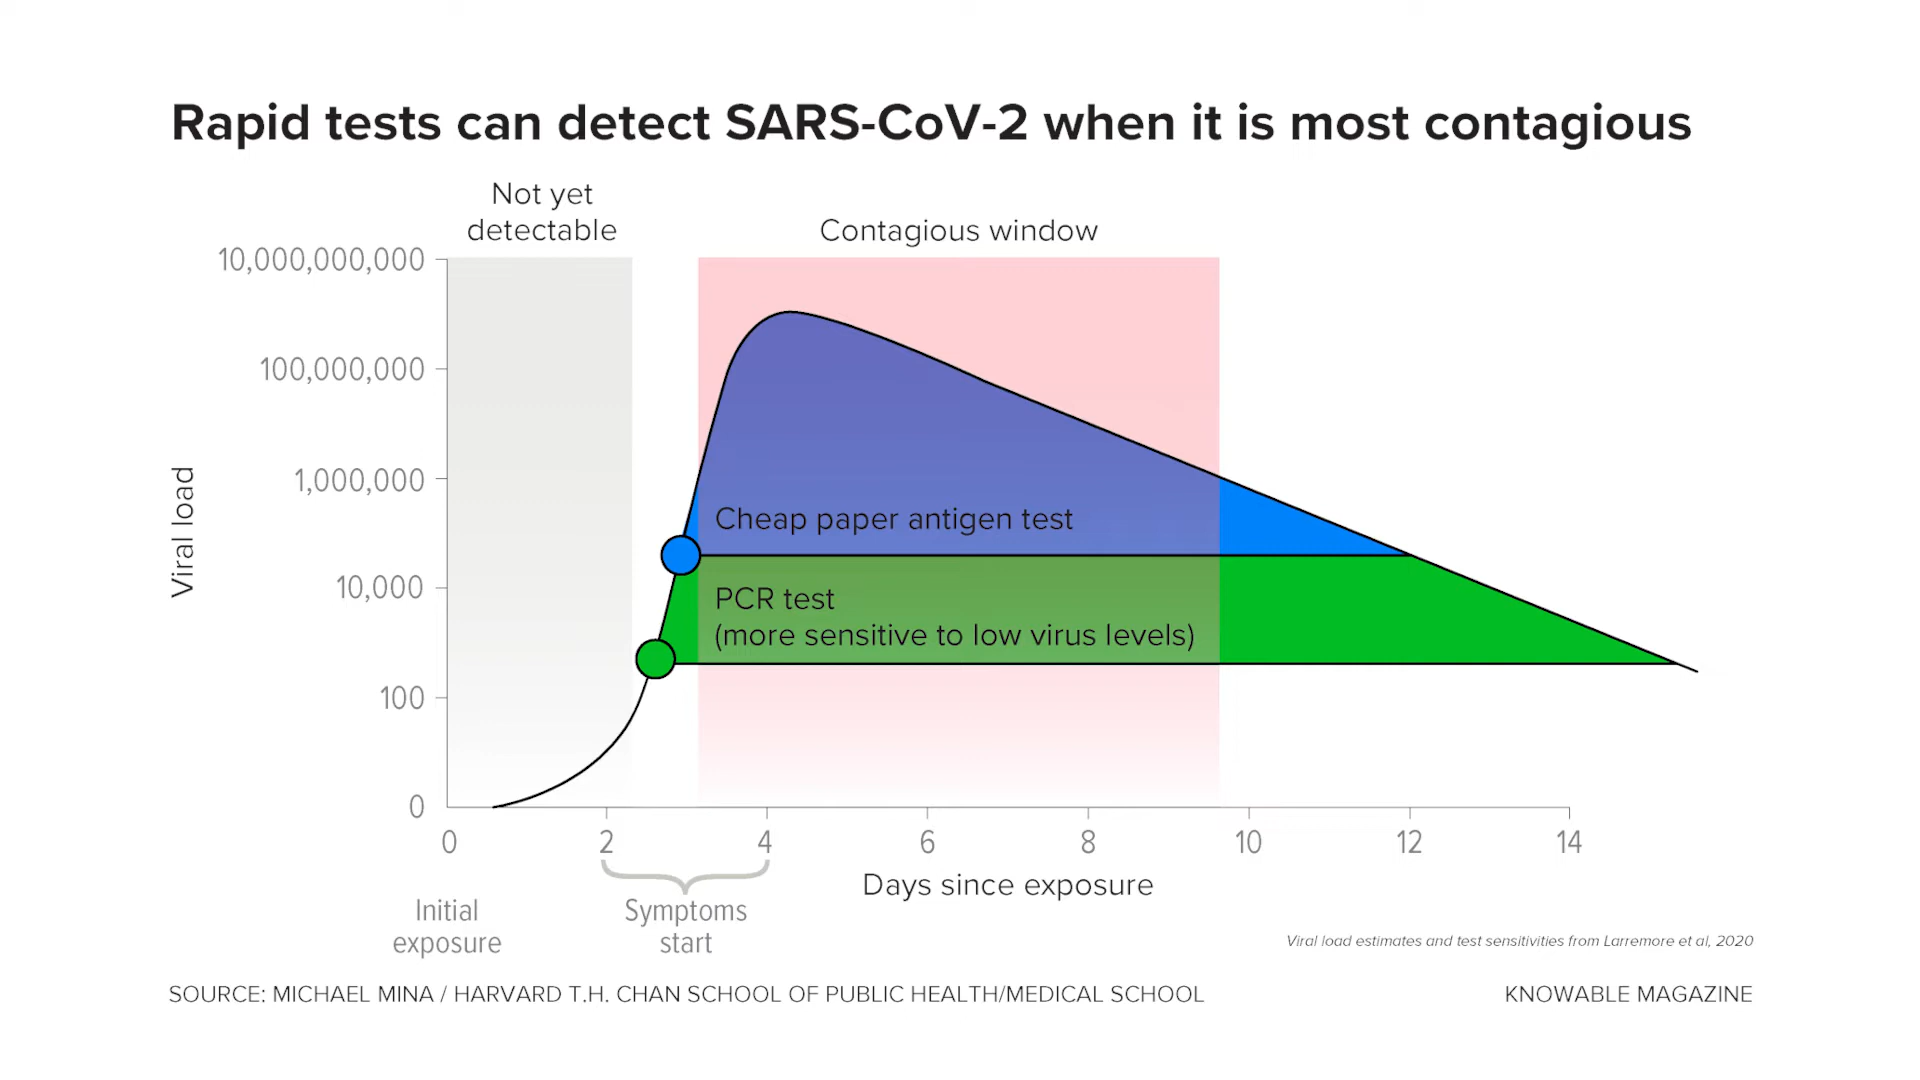 Rapid tests can detect SARS-CoV-2 when it is most contagious
Not yet
detectable
Contagious window
10,000,000,000
100,000,000
1,000,000
10,000
100
0
Viral load
Cheap paper antigen test
PCR test
(more sensitive to low virus levels)
0 2 4 6 8 10 12 14
Days since exposure
Initial
exposure
Symptoms
start
Viral load estimates and test sensitivities from Larremore et al, 2020
SOURCE: MICHAEL MINA / HARVARD T.H. CHAN SCHOOL OF PUBLIC HEALTH/MEDICAL SCHOOL
KNOWABLE MAGAZINE